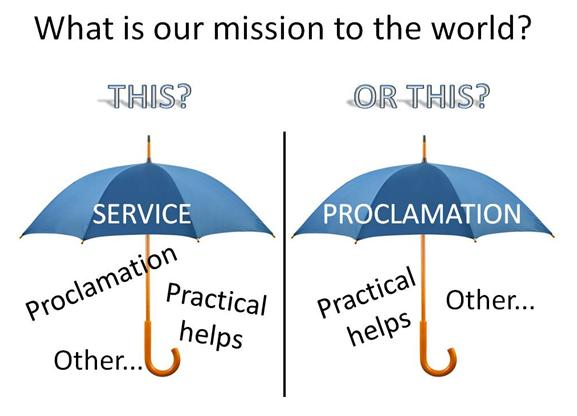 What is our mission to the world?
THIS?
OR THIS?
SERVICE
PROCLAMATION
Proclamation
Practical
helps
Other...
Practical
helps
Other...